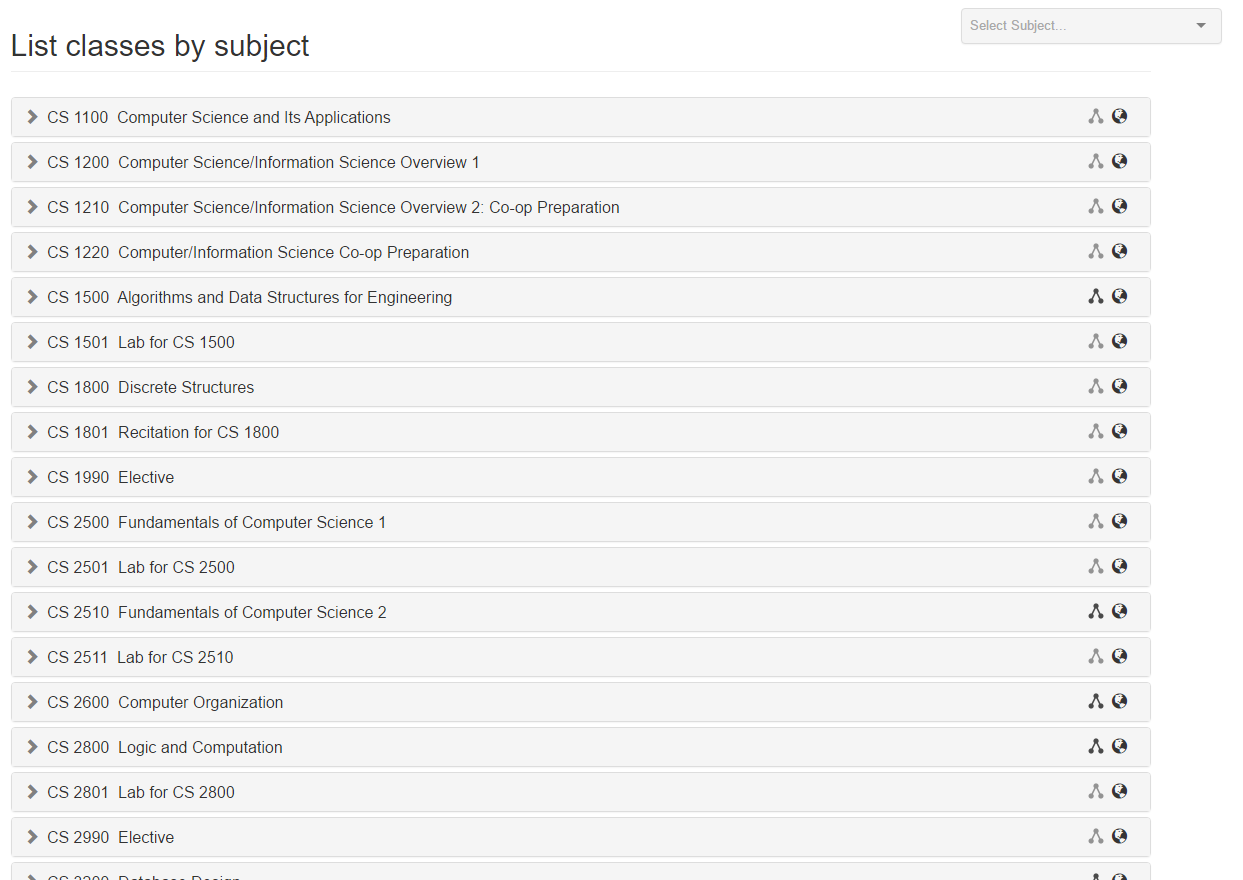 Select Subject...
List classes by subject
CS 1100 Computer Science and Its Applications
CS 1200 Computer Science/Information Science Overview 1
CS 1210 Computer Science/Information Science Overview 2: Co-op Preparation
CS 1220 Computer/Information Science Co-op Preparation
CS 1500 Algorithms and Data Structures for Engineering
CS 1501 Lab for CS 1500
CS 1800 Discrete Structures
CS 1801 Recitation for CS 1800
CS 1990 Elective
CS 2500 Fundamentals of Computer Science 1
CS 2501 Lab for CS 2500
CS 2510 Fundamentals of Computer Science 2
CS 2511 Lab for CS 2510
CS 2600 Computer Organization
CS 2800 Logic and Computation
CS 2801 Lab for CS 2800
CS 2990 Elective
CS 3200 Database Design